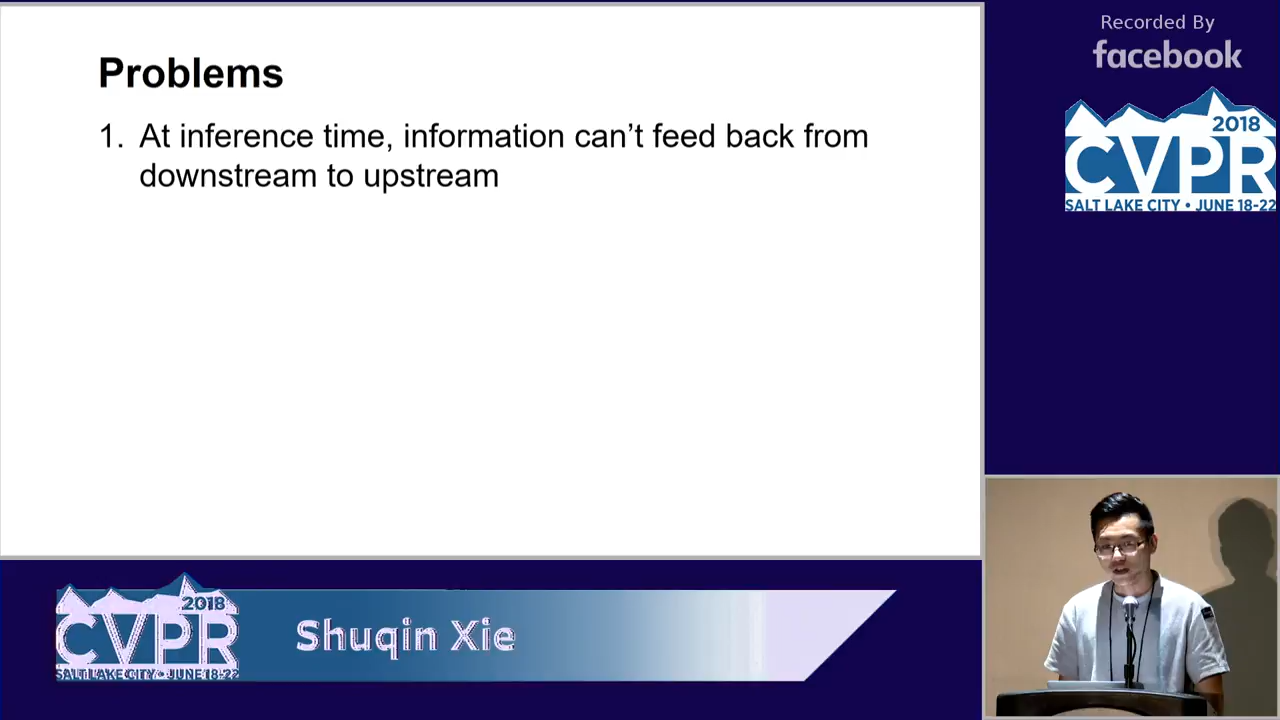 Problems
1. At inference time, information can’t feed back from
downstream to upstream
Recorded By
facebook
2018
CVPR
SALT LAKE CITY • JUNE 18-22
2018
CVPR
SALT LAKE CITY • JUNE 18-22
Shuqin Xie